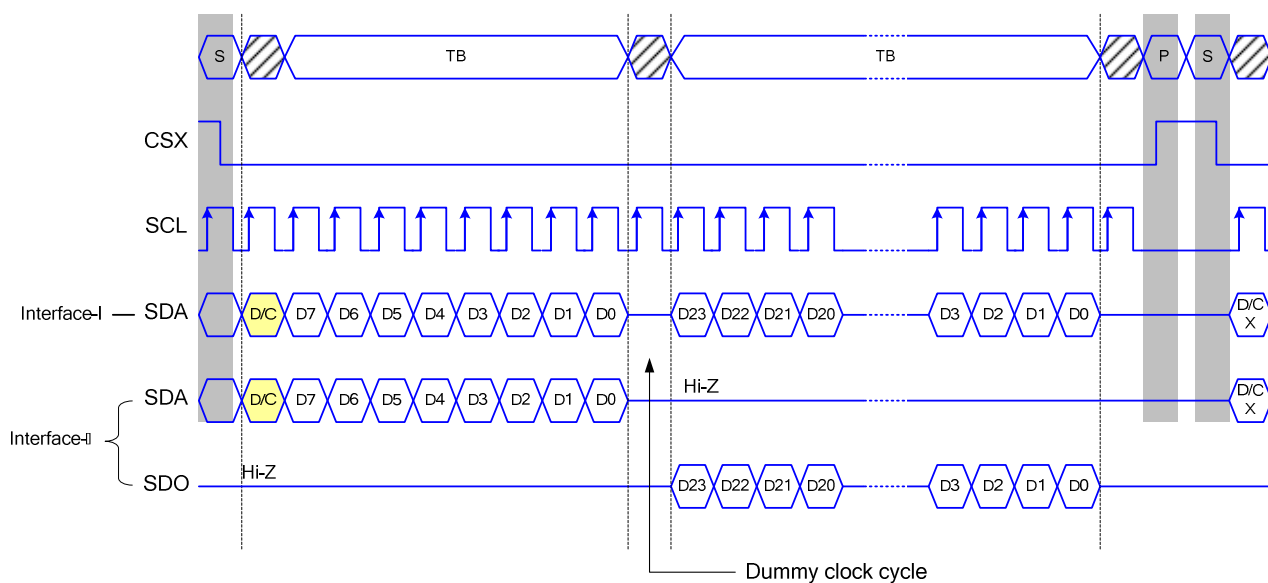 S TB TB P S
CSX
SCL
Interface-I SDA D/C D7 D6 D5 D4 D3 D2 D1 D0 D23 D22 D21 D20 D3 D2 D1 D0 D/C X
Hi-Z
SDA D/C D7 D6 D5 D4 D3 D2 D1 D0 D/C X
Interface-▯
Hi-Z
SDO D23 D22 D21 D20 D3 D2 D1 D0
Dummy clock cycle